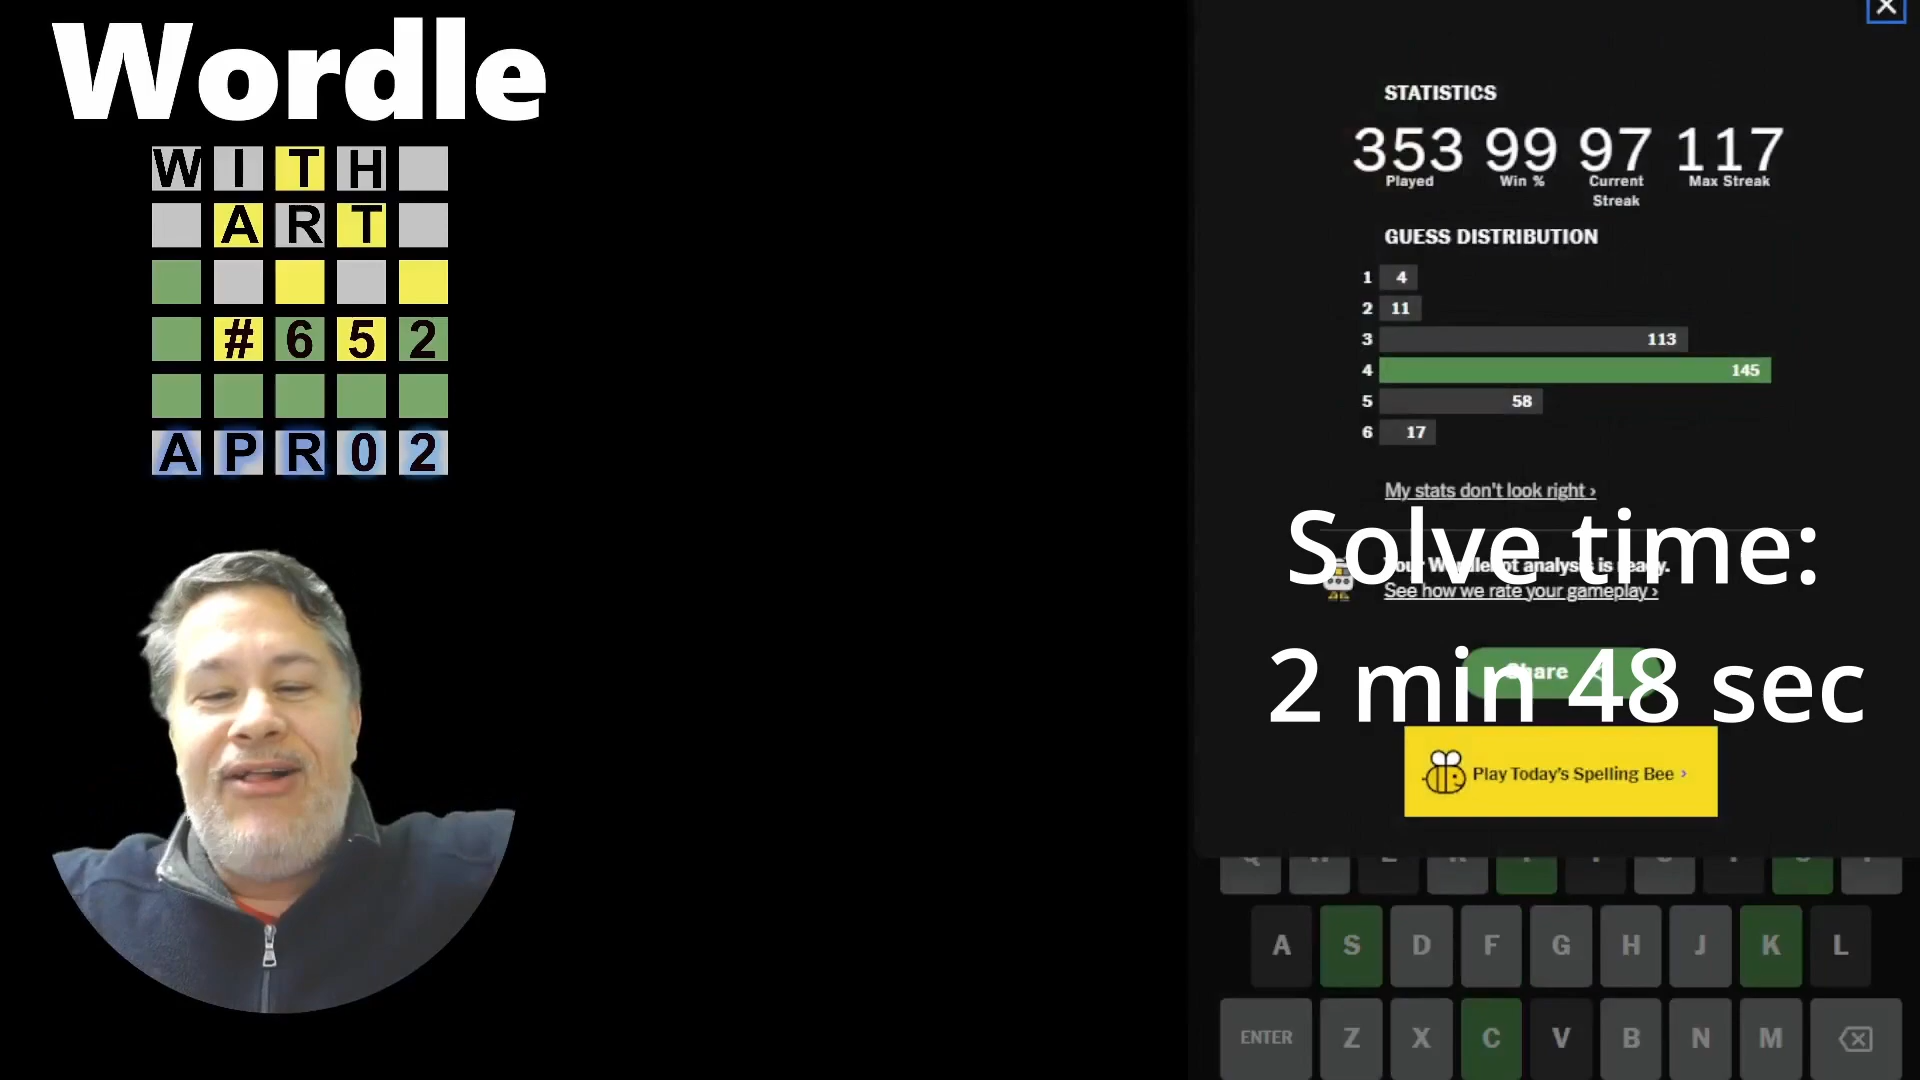 Wordle
WITH
ART
#652
APR02
STATISTICS
353 99 97 117
Played Win % Current Streak Max Streak
GUESS DISTRIBUTION
1 4
2 11
3 113
4 145
5 58
6 17
My stats don't look right ›
Solve time:
See how we rate your gameplay ›
2 min 48 sec
Play Today's Spelling Bee ›
A S D F G H J K L
ENTER Z X C V B N M